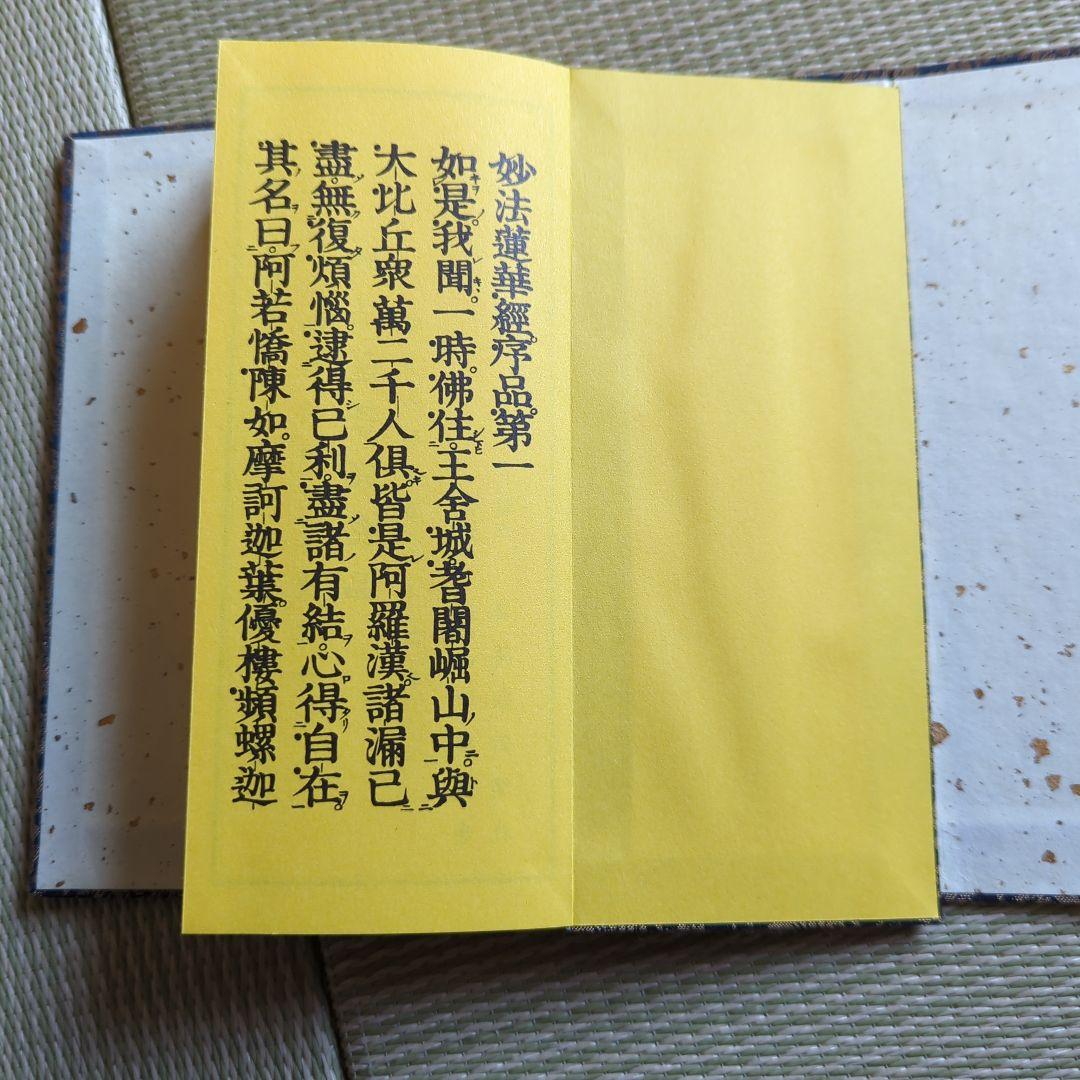 妙法蓮華經序品第一
如是我聞。一時。佛住。王舍城。耆闍崛山中。與
大比丘衆萬二千人俱。皆是阿羅漢。諸漏已
盡。無復煩惱。逮得己利。盡諸有結。心得自在。
其名曰。阿若憍陳如。摩訶迦葉。優樓頻螺迦